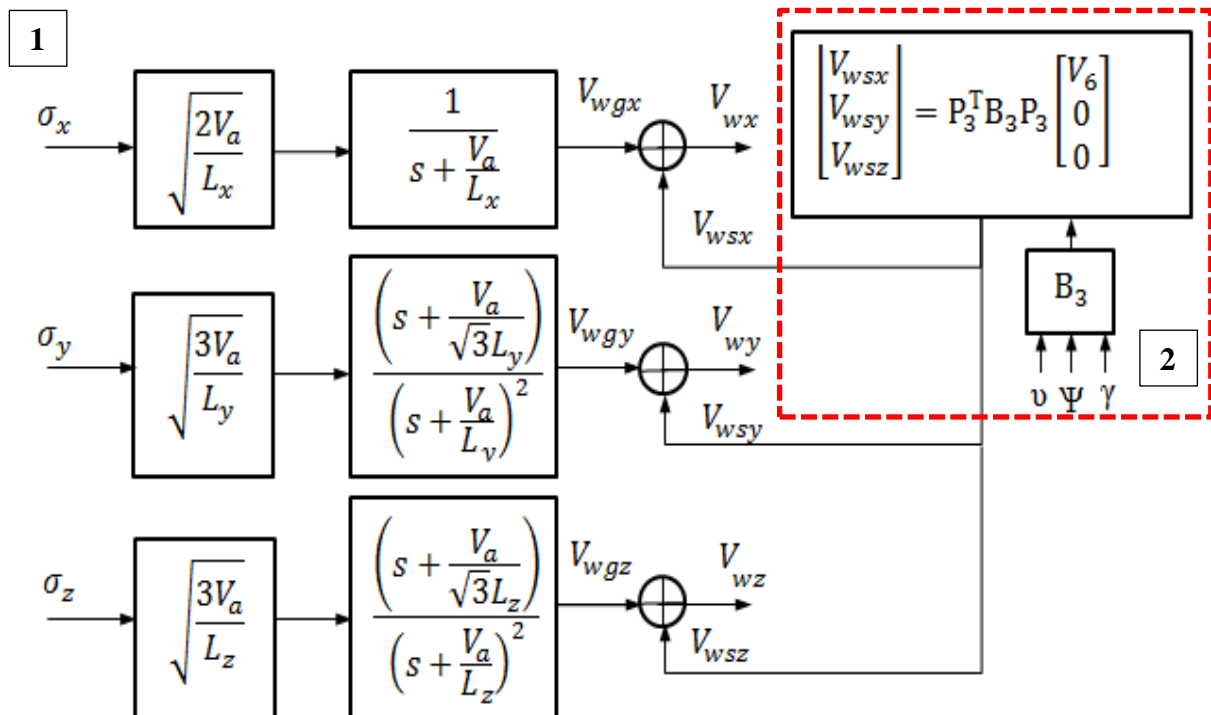 1
σ_x
√(2V_a/L_x)
1/(s + V_a/L_x)
V_wgx
V_wx
V_wsx
[V_wsx V_wsy V_wsz] = P_3^T B_3 P_3 [V_6 0 0]
B_3
υ Ψ γ
2
σ_y
√(3V_a/L_y)
(s + V_a/(√3 L_y))/(s + V_a/L_v)^2
V_wgy
V_wy
V_wsy
σ_z
√(3V_a/L_z)
(s + V_a/(√3 L_z))/(s + V_a/L_z)^2
V_wgz
V_wz
V_wsz